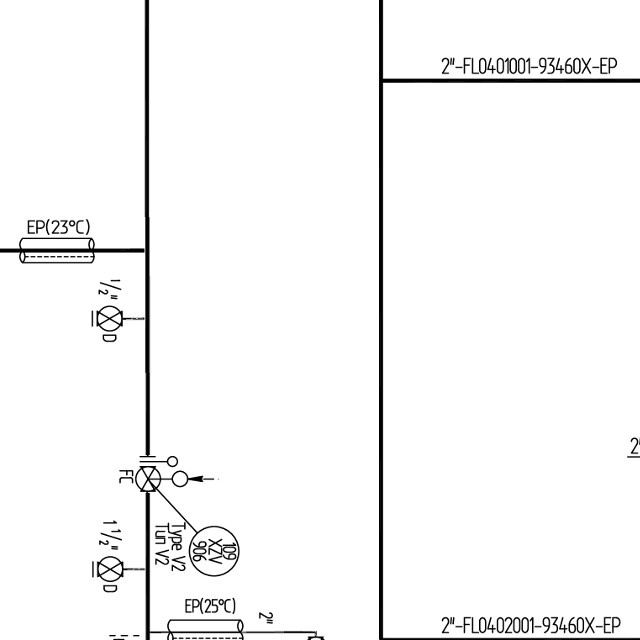 2"-FL0401001-93460X-EP
EP(23°C)
1/2"
D
FC
109
XZV
906
Type V2
Tun V2
1 1/2"
D
EP(25°C)
2"
2"-FL0402001-93460X-EP